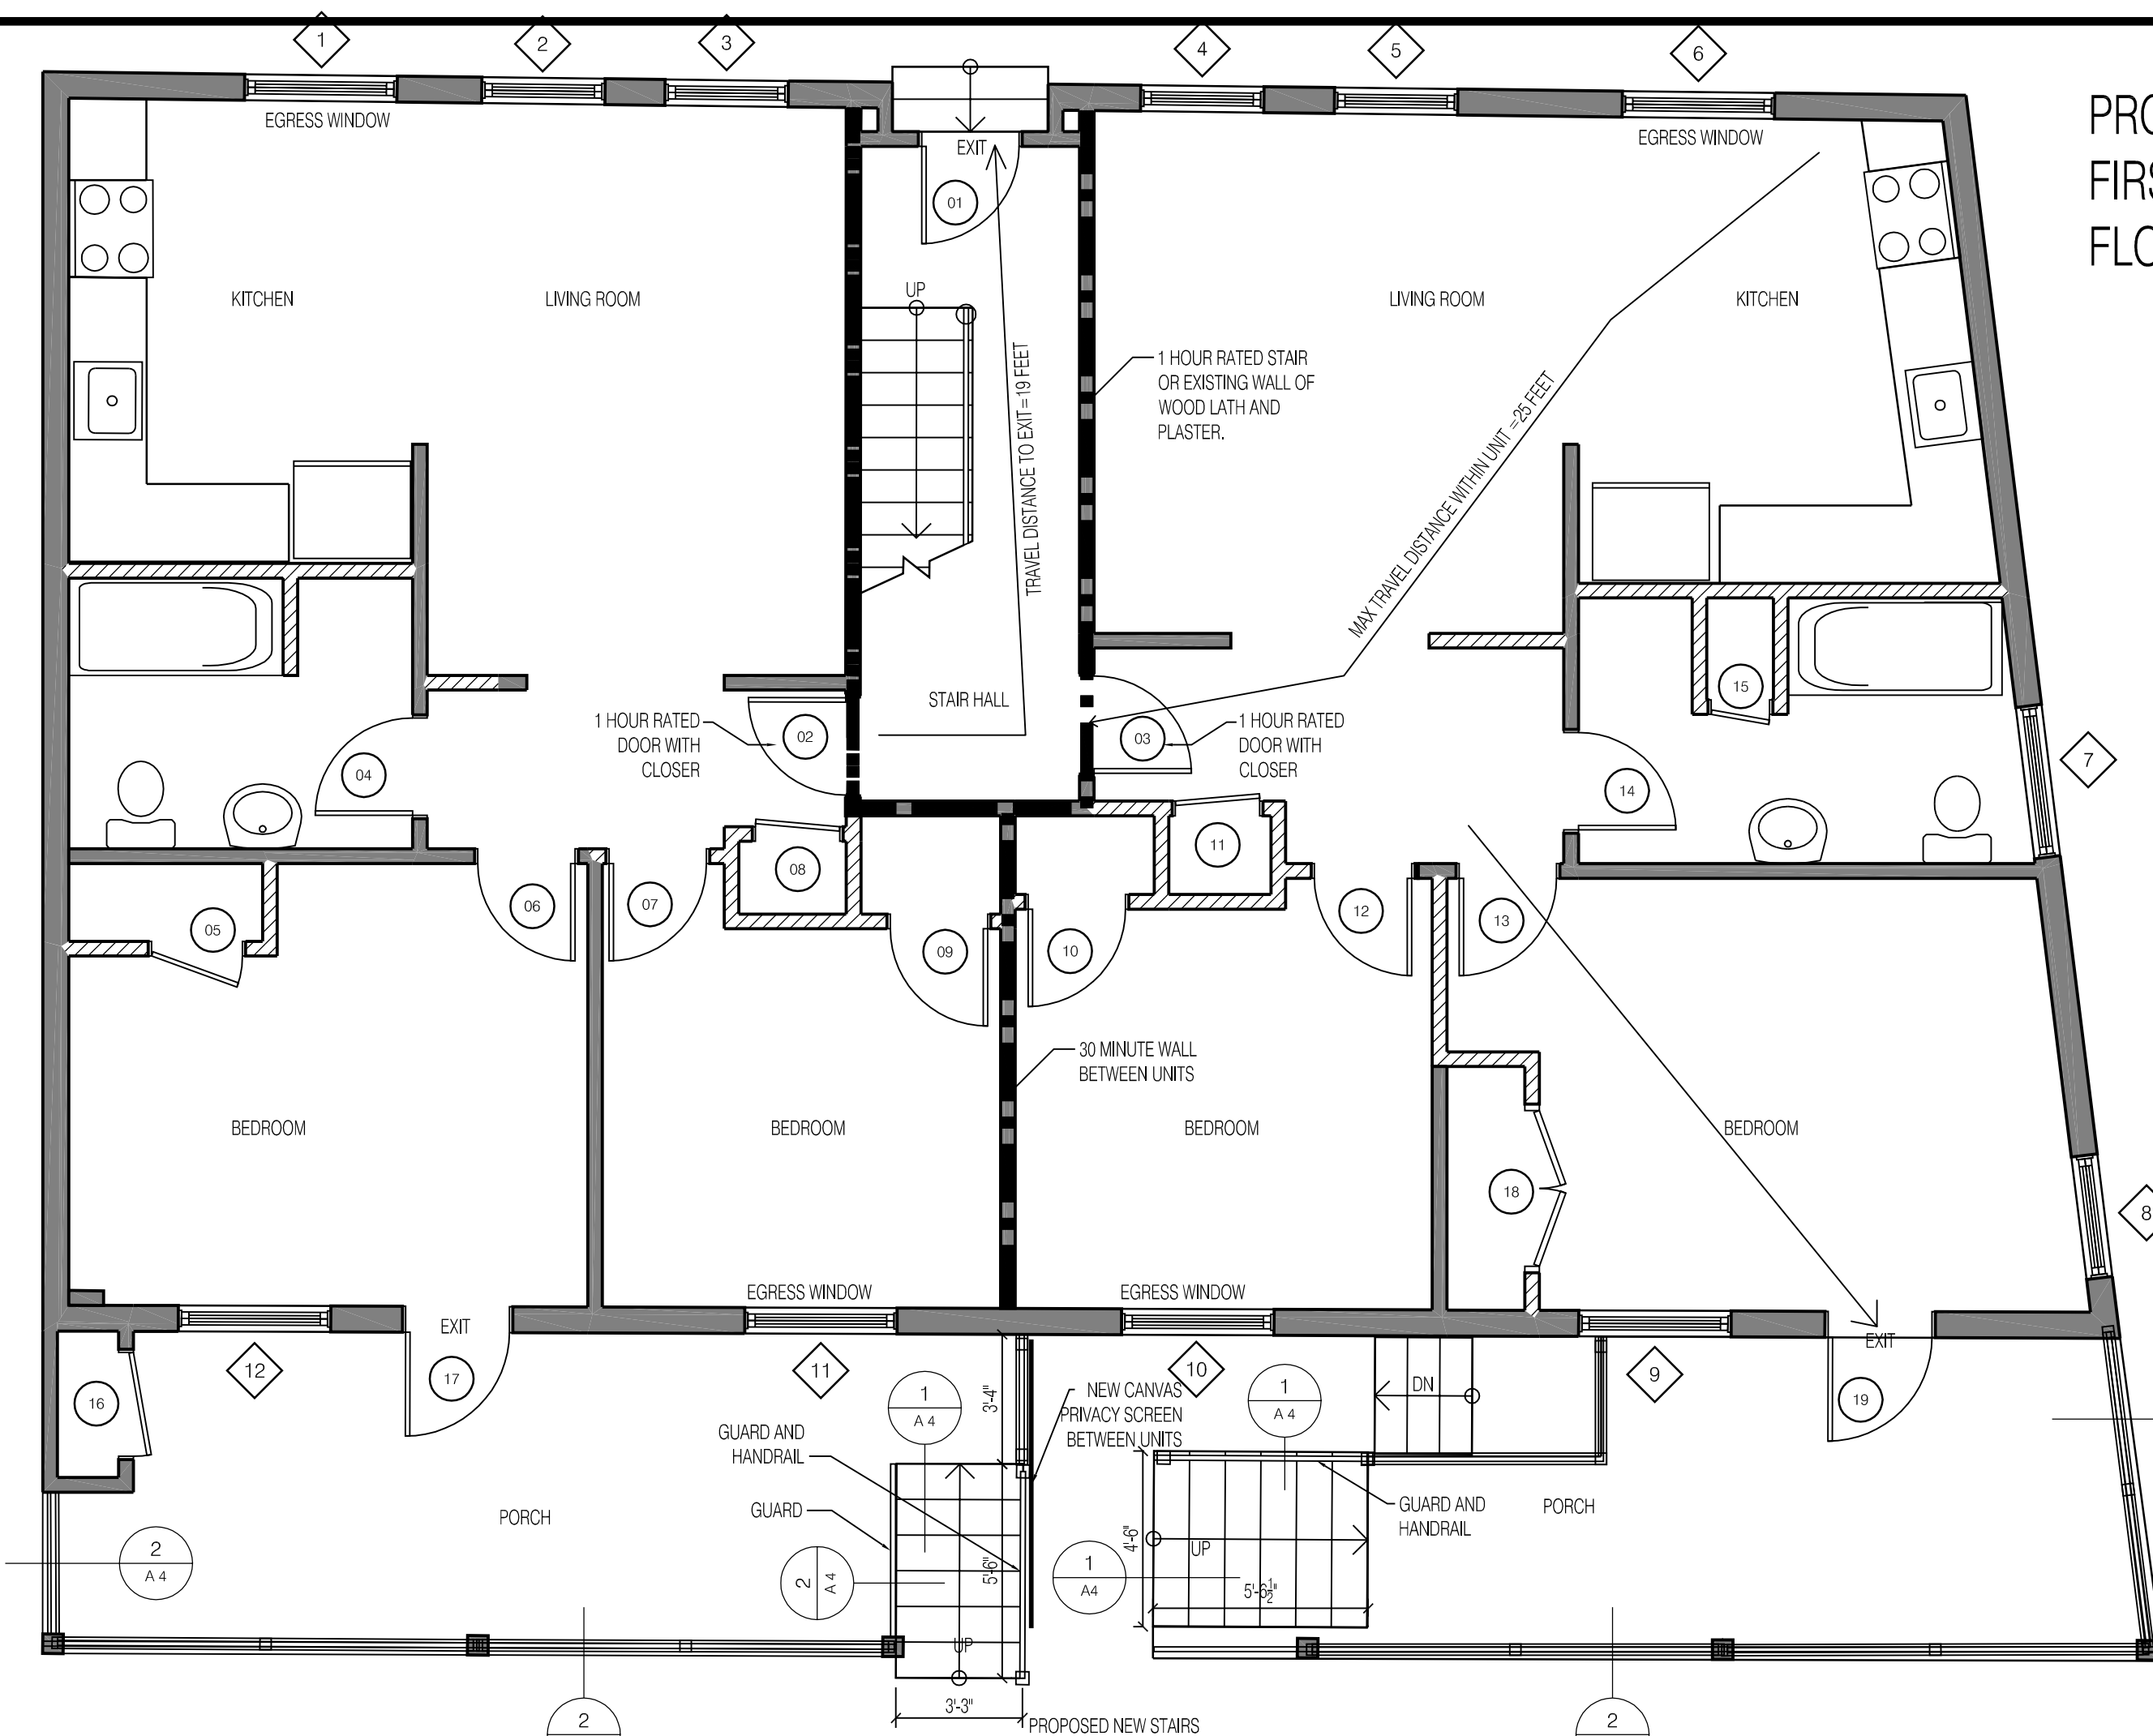 1
2
3
4
5
6
EGRESS WINDOW
EXIT
EGRESS WINDOW
01
UP
KITCHEN
LIVING ROOM
LIVING ROOM
KITCHEN
TRAVEL DISTANCE TO EXIT=19 FEET
1 HOUR RATED STAIR
OR EXISTING WALL OF
WOOD LATH AND
PLASTER.
MAX TRAVEL DISTANCE WITHIN UNIT =25 FEET
STAIR HALL
15
1 HOUR RATED
DOOR WITH
CLOSER
02
03
1 HOUR RATED
DOOR WITH
CLOSER
04
14
7
08
11
05
06
07
09
10
12
13
30 MINUTE WALL
BETWEEN UNITS
BEDROOM
BEDROOM
BEDROOM
BEDROOM
18
8
EGRESS WINDOW
EGRESS WINDOW
EXIT
EXIT
12
17
11
10
9
19
16
1
A 4
3'-4"
NEW CANVAS
PRIVACY SCREEN
BETWEEN UNITS
1
A 4
DN
GUARD AND
HANDRAIL
GUARD
PORCH
GUARD AND
HANDRAIL
PORCH
2
A 4
2
A 4
5'-6"
1
A4
4'-6"
UP
5'-6½"
UP
3'-3"
PROPOSED NEW STAIRS
2
2